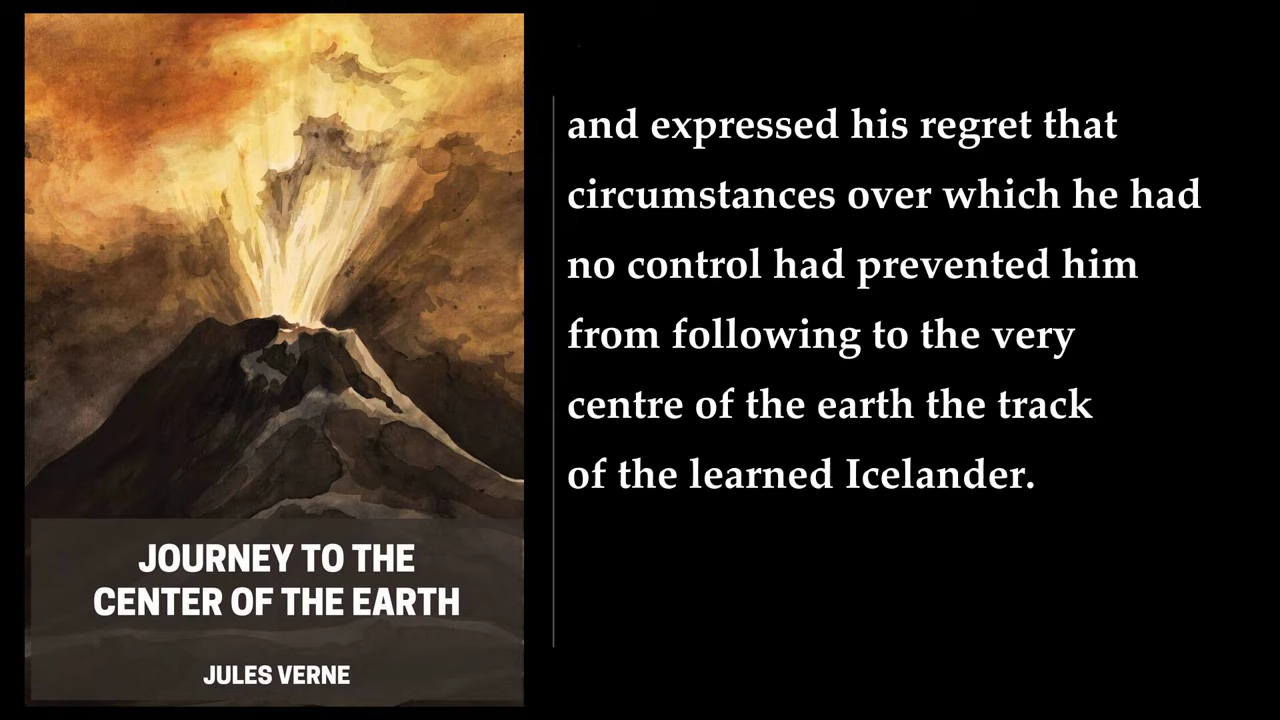 and expressed his regret that
circumstances over which he had
no control had prevented him
from following to the very
centre of the earth the track
of the learned Icelander.
JOURNEY TO THE
CENTER OF THE EARTH
JULES VERNE